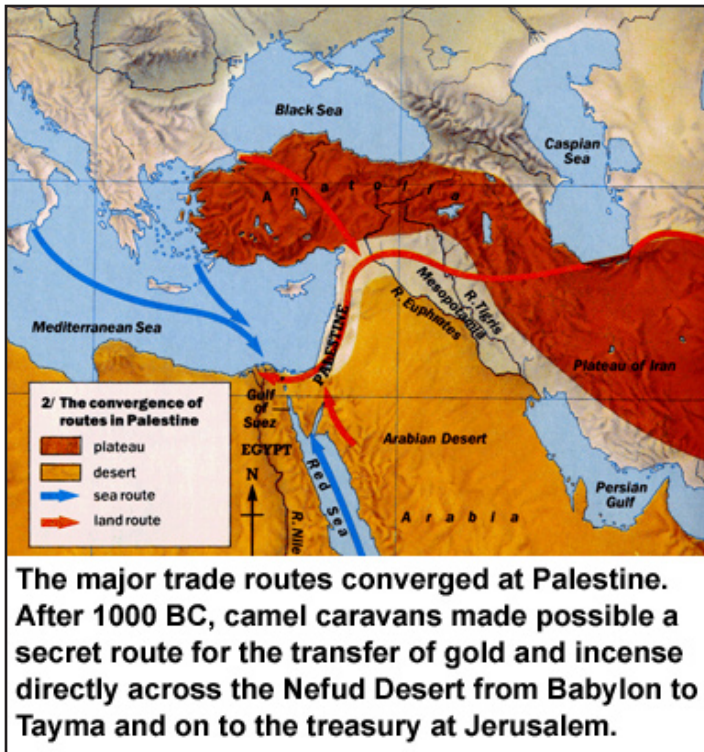 Black Sea
Caspian
Sea
Anatolia
Mediterranean Sea
PALESTINE
Mesopotamia
R. Tigris
R. Euphrates
Plateau of Iran
2/ The convergence of
routes in Palestine
plateau
desert
sea route
land route
Gulf
of
Suez
EGYPT
N
R. Nile
Red Sea
Arabian Desert
Arabia
Persian
Gulf
The major trade routes converged at Palestine.
After 1000 BC, camel caravans made possible a
secret route for the transfer of gold and incense
directly across the Nefud Desert from Babylon to
Tayma and on to the treasury at Jerusalem.